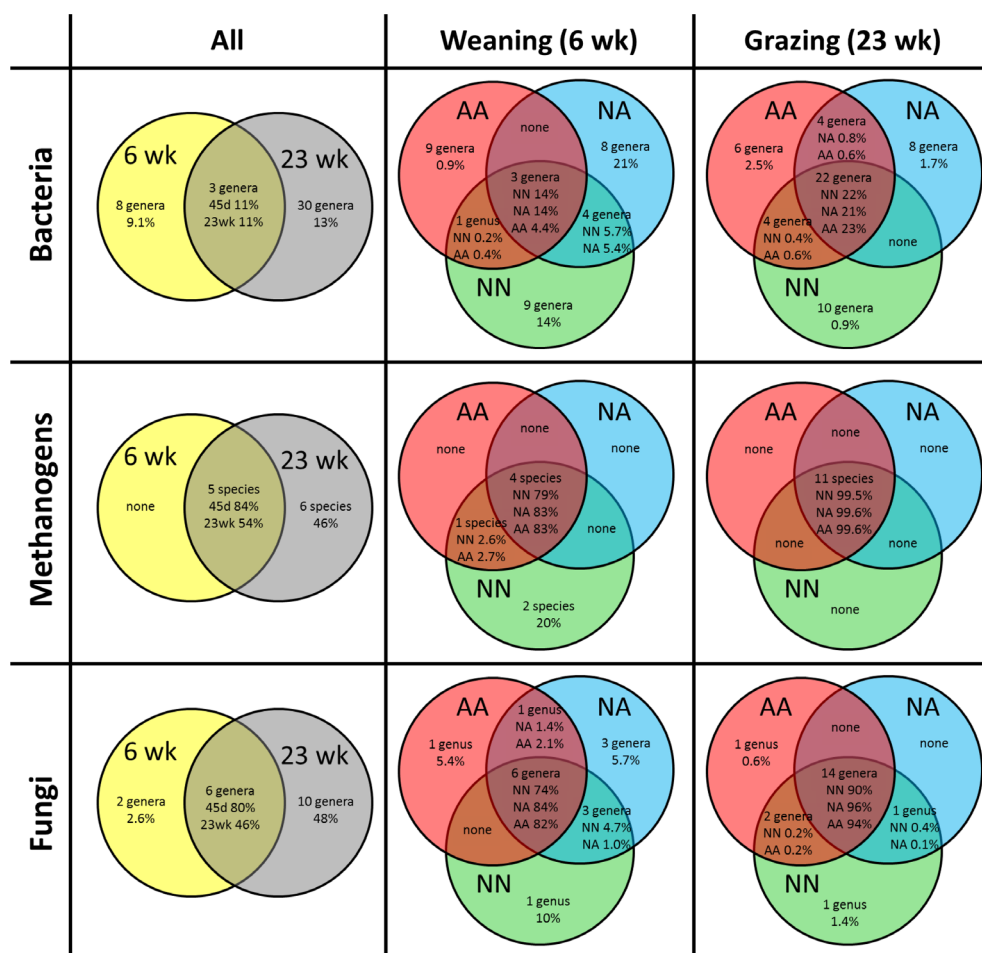 All
Weaning (6 wk)
Grazing (23 wk)
Bacteria
6 wk
23 wk
8 genera
9.1%
3 genera
45d 11%
23wk 11%
30 genera
13%
AA
NA
NN
9 genera
0.9%
none
8 genera
21%
3 genera
NN 14%
NA 14%
AA 4.4%
1 genus
NN 0.2%
AA 0.4%
4 genera
NN 5.7%
NA 5.4%
9 genera
14%
AA
NA
NN
6 genera
2.5%
4 genera
NA 0.8%
AA 0.6%
8 genera
1.7%
22 genera
NN 22%
NA 21%
AA 23%
4 genera
NN 0.4%
AA 0.6%
none
10 genera
0.9%
Methanogens
6 wk
23 wk
none
5 species
45d 84%
23wk 54%
6 species
46%
AA
NA
NN
none
none
none
4 species
NN 79%
NA 83%
AA 83%
1 species
NN 2.6%
AA 2.7%
none
2 species
20%
AA
NA
NN
none
none
none
11 species
NN 99.5%
NA 99.6%
AA 99.6%
none
none
none
Fungi
6 wk
23 wk
2 genera
2.6%
6 genera
45d 80%
23wk 46%
10 genera
48%
AA
NA
NN
1 genus
5.4%
1 genus
NA 1.4%
AA 2.1%
3 genera
5.7%
6 genera
NN 74%
NA 84%
AA 82%
none
3 genera
NN 4.7%
NA 1.0%
1 genus
10%
AA
NA
NN
1 genus
0.6%
none
none
14 genera
NN 90%
NA 96%
AA 94%
2 genera
NN 0.2%
AA 0.2%
1 genus
NN 0.4%
NA 0.1%
1 genus
1.4%